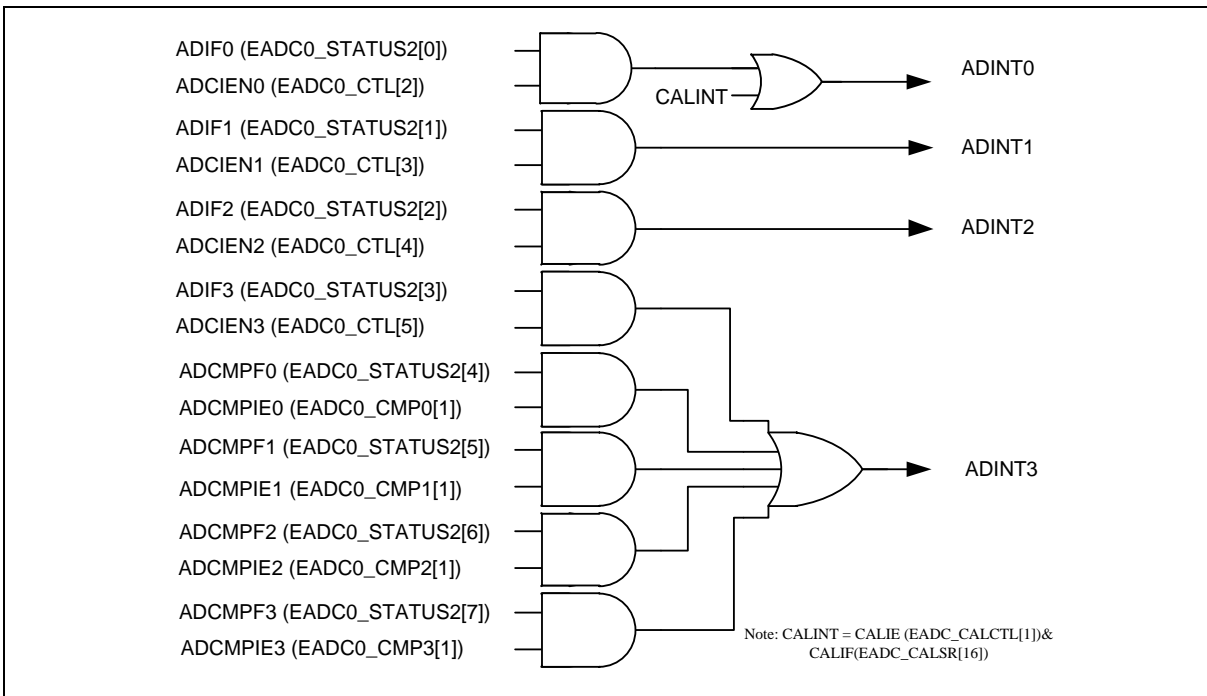 ADIF0 (EADC0_STATUS2[0])
ADCIEN0 (EADC0_CTL[2])
CALINT
ADINT0
ADIF1 (EADC0_STATUS2[1])
ADCIEN1 (EADC0_CTL[3])
ADINT1
ADIF2 (EADC0_STATUS2[2])
ADCIEN2 (EADC0_CTL[4])
ADINT2
ADIF3 (EADC0_STATUS2[3])
ADCIEN3 (EADC0_CTL[5])
ADCMPF0 (EADC0_STATUS2[4])
ADCMPIE0 (EADC0_CMP0[1])
ADCMPF1 (EADC0_STATUS2[5])
ADCMPIE1 (EADC0_CMP1[1])
ADINT3
ADCMPF2 (EADC0_STATUS2[6])
ADCMPIE2 (EADC0_CMP2[1])
ADCMPF3 (EADC0_STATUS2[7])
ADCMPIE3 (EADC0_CMP3[1])
Note: CALINT = CALIE (EADC_CALCTL[1])&
CALIF(EADC_CALSR[16])